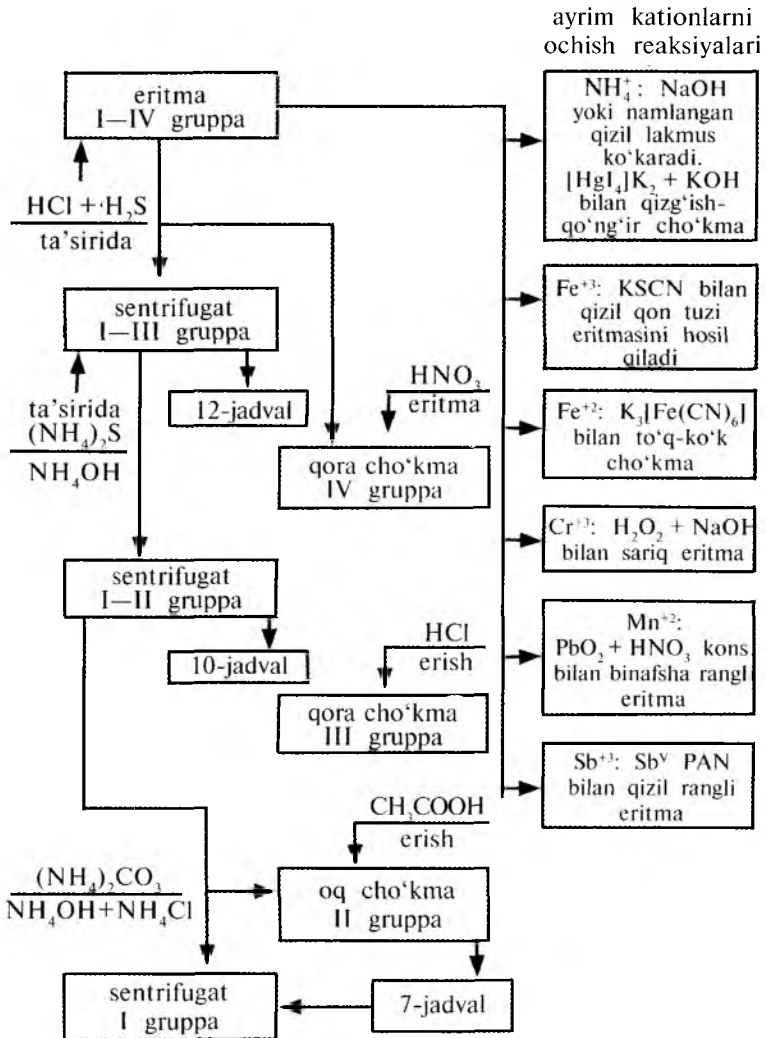 ayrim kationlarni
ochish reaksiyalari
eritma
I—IV gruppa
NH₄⁺: NaOH
yoki namlangan
qizil lakmus
ko‘karadi.
[HgI₄]K₂ + KOH
bilan qizg‘ish-
qo‘ng‘ir cho‘kma
HCl + H₂S
ta’sirida
sentrifugat
I—III gruppa
Fe⁺³: KSCN bilan
qizil qon tuzi
eritmasini hosil
qiladi
ta’sirida
(NH₄)₂S
NH₄OH
12-jadval
HNO₃
eritma
qora cho‘kma
IV gruppa
Fe⁺²: K₃[Fe(CN)₆]
bilan to‘q-ko‘k
cho‘kma
Cr⁺³: H₂O₂ + NaOH
bilan sariq eritma
sentrifugat
I—II gruppa
10-jadval
HCl
erish
qora cho‘kma
III gruppa
Mn⁺²:
PbO₂ + HNO₃ kons.
bilan binafsha rangli
eritma
Sb⁺³: Sbⱽ PAN
bilan qizil rangli
eritma
CH₃COOH
erish
(NH₄)₂CO₃
NH₄OH+NH₄Cl
oq cho‘kma
II gruppa
sentrifugat
I gruppa
7-jadval